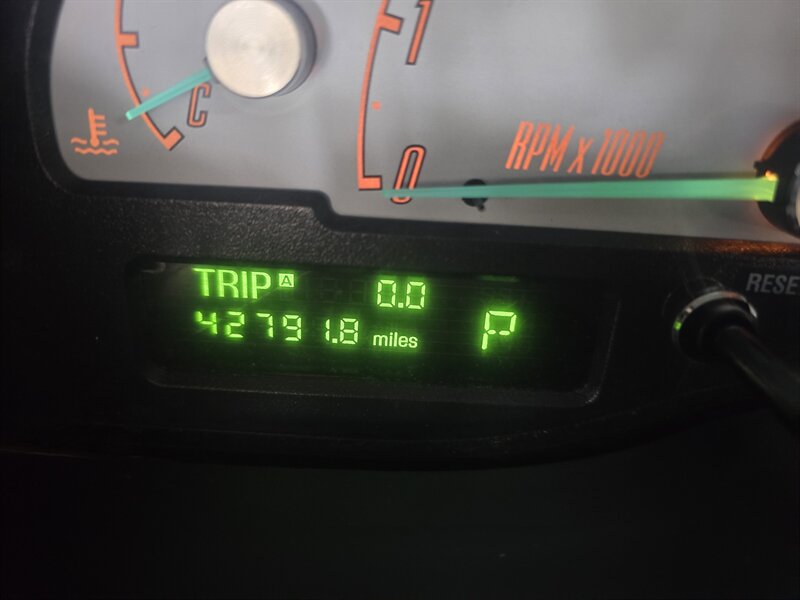 C
1
0
RPM x 1000
TRIP A 0.0
42791.8 miles P
RESE